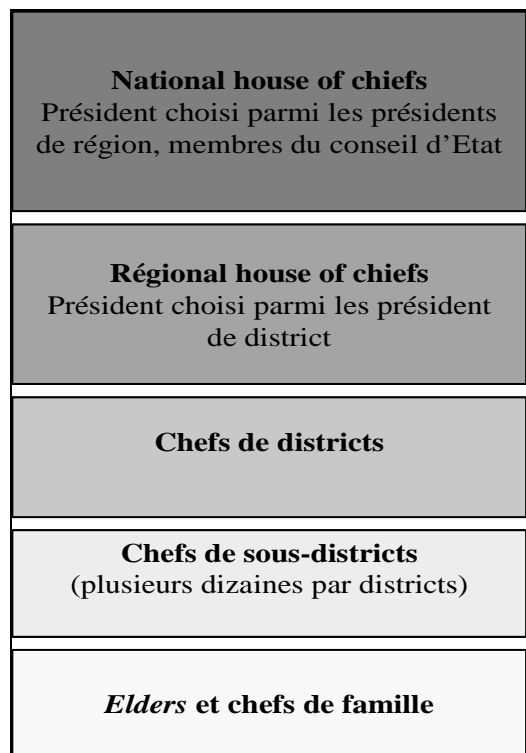 National house of chiefs
Président choisi parmi les présidents
de région, membres du conseil d’Etat
Régional house of chiefs
Président choisi parmi les président
de district
Chefs de districts
Chefs de sous-districts
(plusieurs dizaines par districts)
Elders et chefs de famille